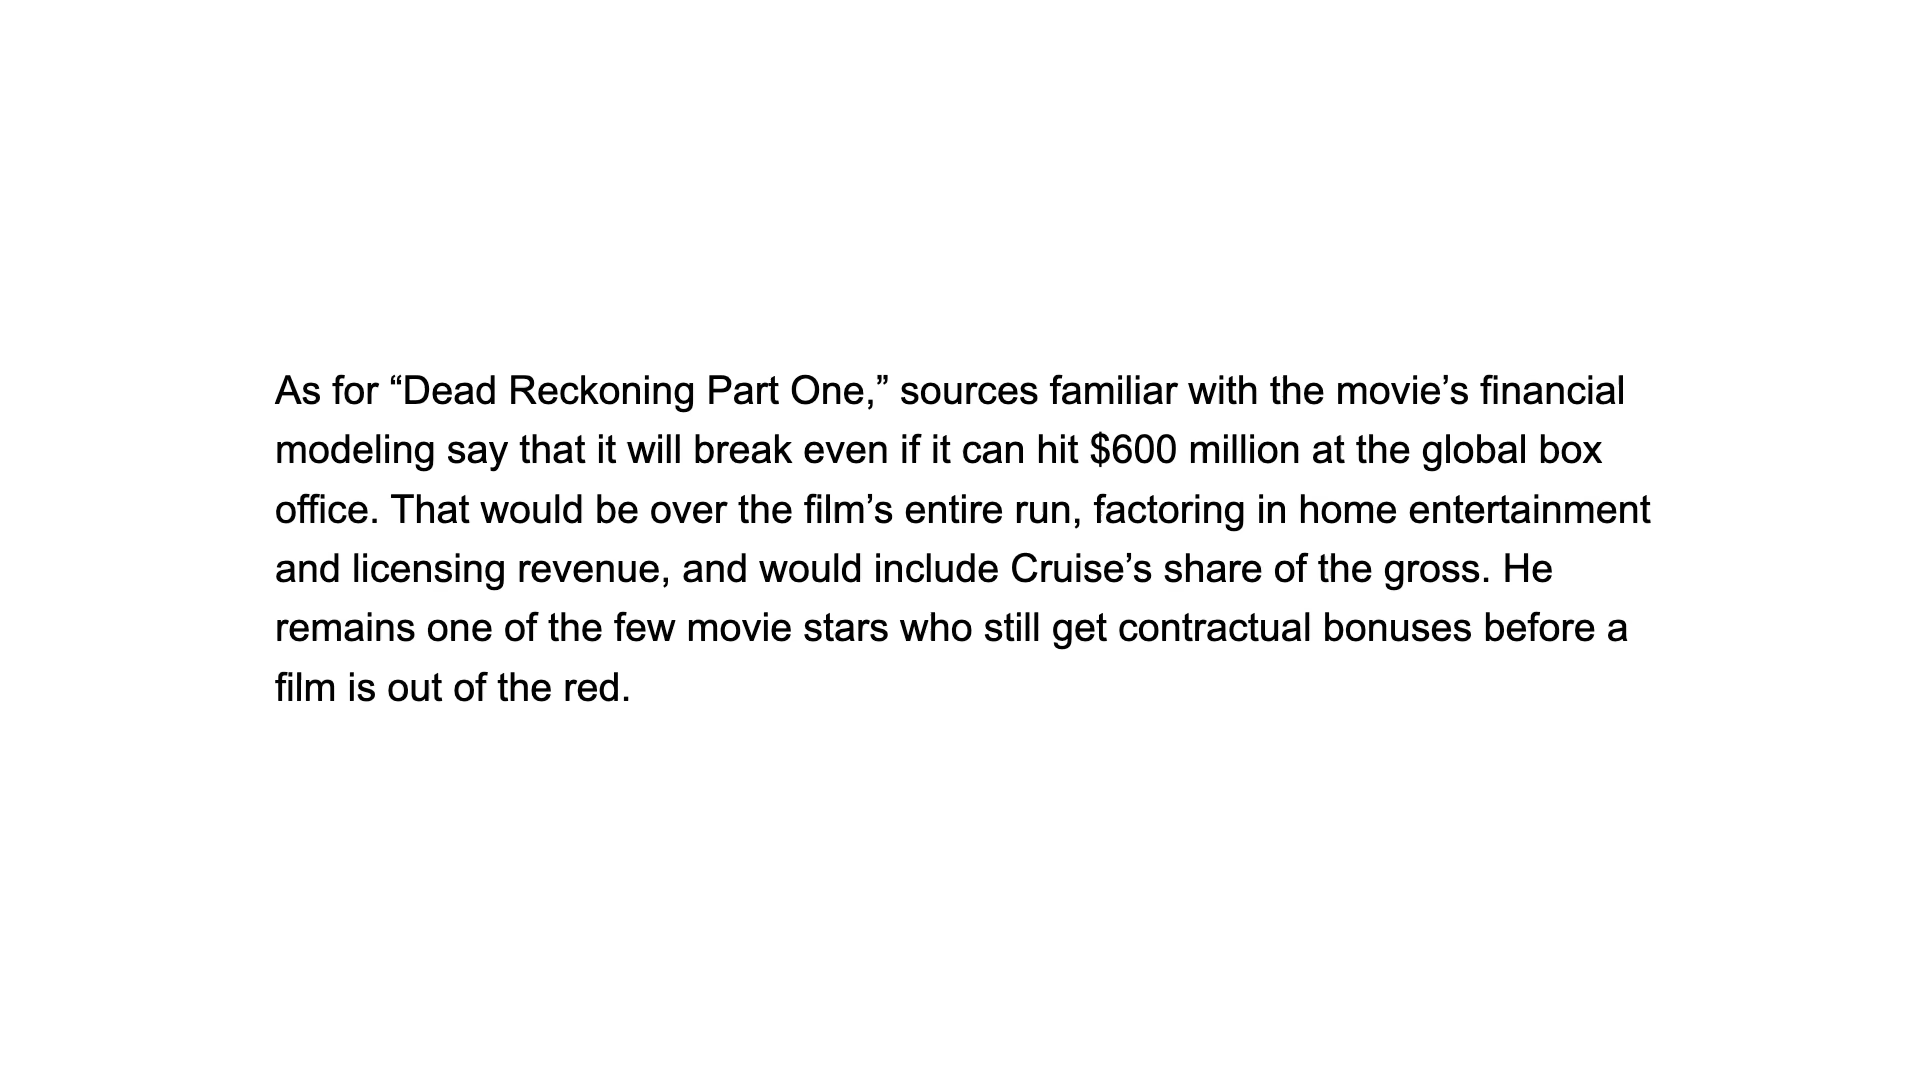 As for “Dead Reckoning Part One,” sources familiar with the movie’s financial
modeling say that it will break even if it can hit $600 million at the global box
office. That would be over the film’s entire run, factoring in home entertainment
and licensing revenue, and would include Cruise’s share of the gross. He
remains one of the few movie stars who still get contractual bonuses before a
film is out of the red.